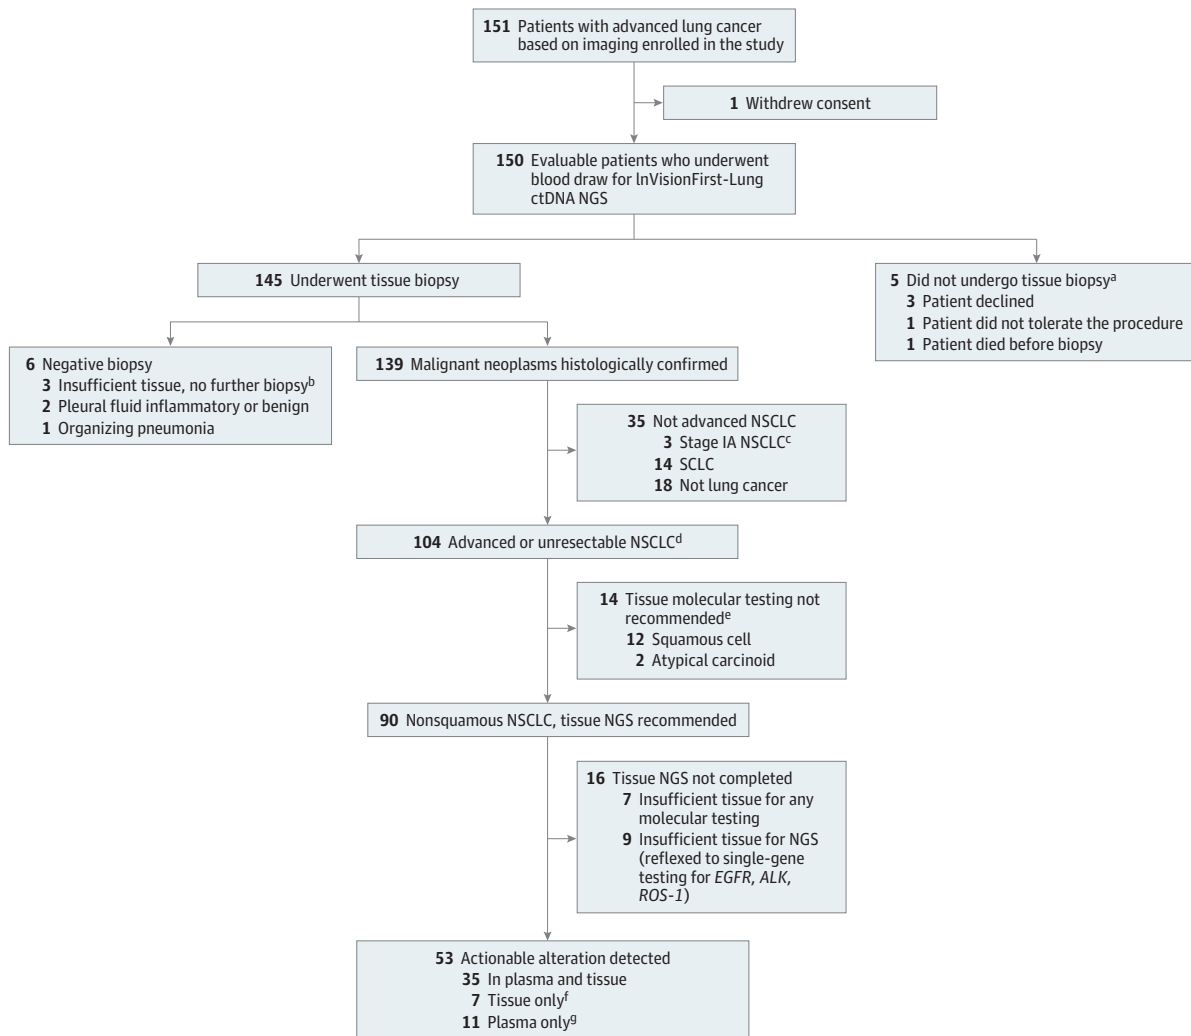 151 Patients with advanced lung cancer
based on imaging enrolled in the study
1 Withdrew consent
150 Evaluable patients who underwent
blood draw for InVisionFirst-Lung
ctDNA NGS
145 Underwent tissue biopsy
5 Did not undergo tissue biopsyᵃ
3 Patient declined
1 Patient did not tolerate the procedure
1 Patient died before biopsy
6 Negative biopsy
3 Insufficient tissue, no further biopsyᵇ
2 Pleural fluid inflammatory or benign
1 Organizing pneumonia
139 Malignant neoplasms histologically confirmed
35 Not advanced NSCLC
3 Stage IA NSCLCᶜ
14 SCLC
18 Not lung cancer
104 Advanced or unresectable NSCLCᵈ
14 Tissue molecular testing not
recommendedᵉ
12 Squamous cell
2 Atypical carcinoid
90 Nonsquamous NSCLC, tissue NGS recommended
16 Tissue NGS not completed
7 Insufficient tissue for any
molecular testing
9 Insufficient tissue for NGS
(reflexed to single-gene
testing for EGFR, ALK,
ROS-1)
53 Actionable alteration detected
35 In plasma and tissue
7 Tissue onlyᶠ
11 Plasma onlyᵍ